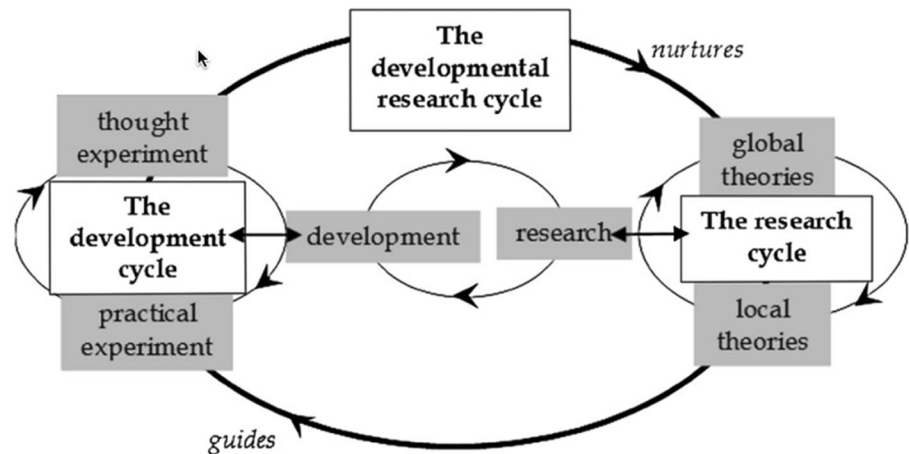 The
developmental
research cycle
nurtures
thought
experiment
global
theories
The
development
cycle
development
research
The research
cycle
practical
experiment
local
theories
guides